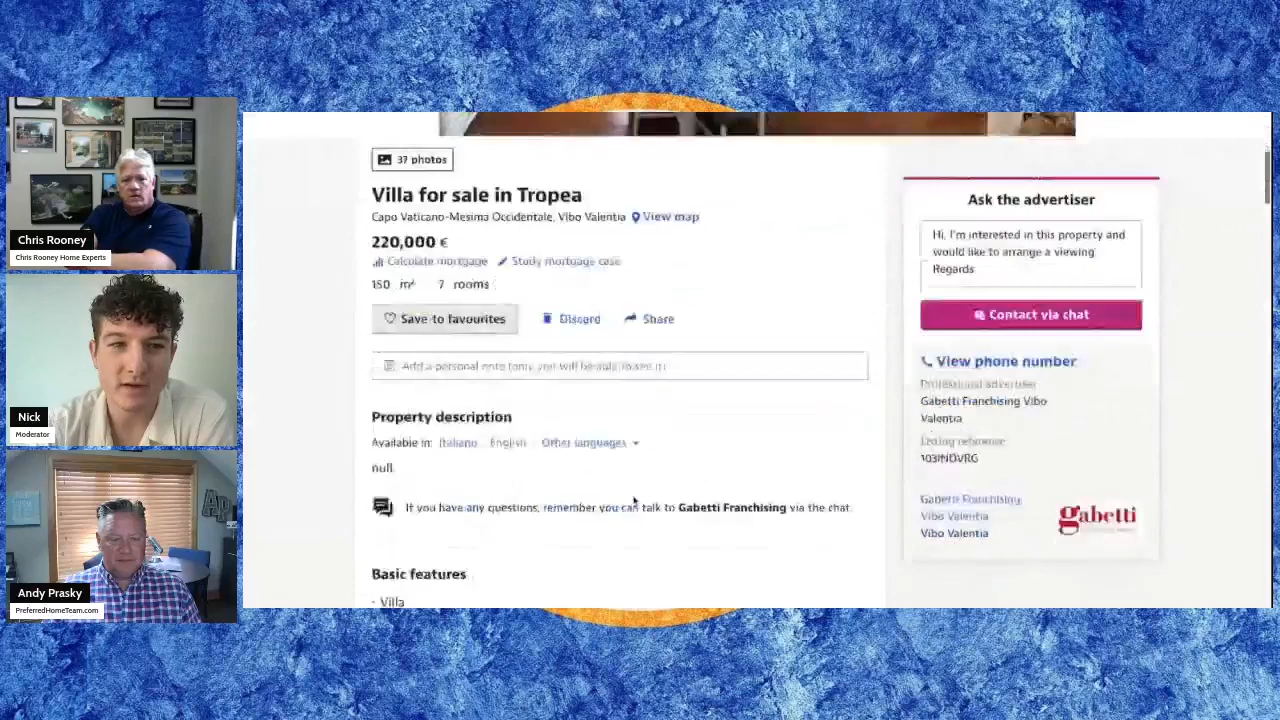 Chris Rooney
Chris Rooney Home Experts
Nick
Moderator
Andy Prasky
PreferredHomeTeam.com
AP
37 photos
Villa for sale in Tropea
Capo Vaticano-Mesima Occidentale, Vibo Valentia View map
220,000 €
Calculate mortgage Study mortgage case
150 m² 7 rooms
Save to favourites Discard Share
Add a personal note
Property description
Available in: Italiano English Other languages
null
If you have any questions, remember you can talk to Gabetti Franchising via the chat.
Basic features
- Villa
Ask the advertiser
Hi, I'm interested in this property and
would like to arrange a viewing
Regards
Contact via chat
View phone number
Professional advertiser
Gabetti Franchising Vibo
Valentia
Listing reference
Gabetti Franchising
Vibo Valentia
Vibo Valentia
gabetti